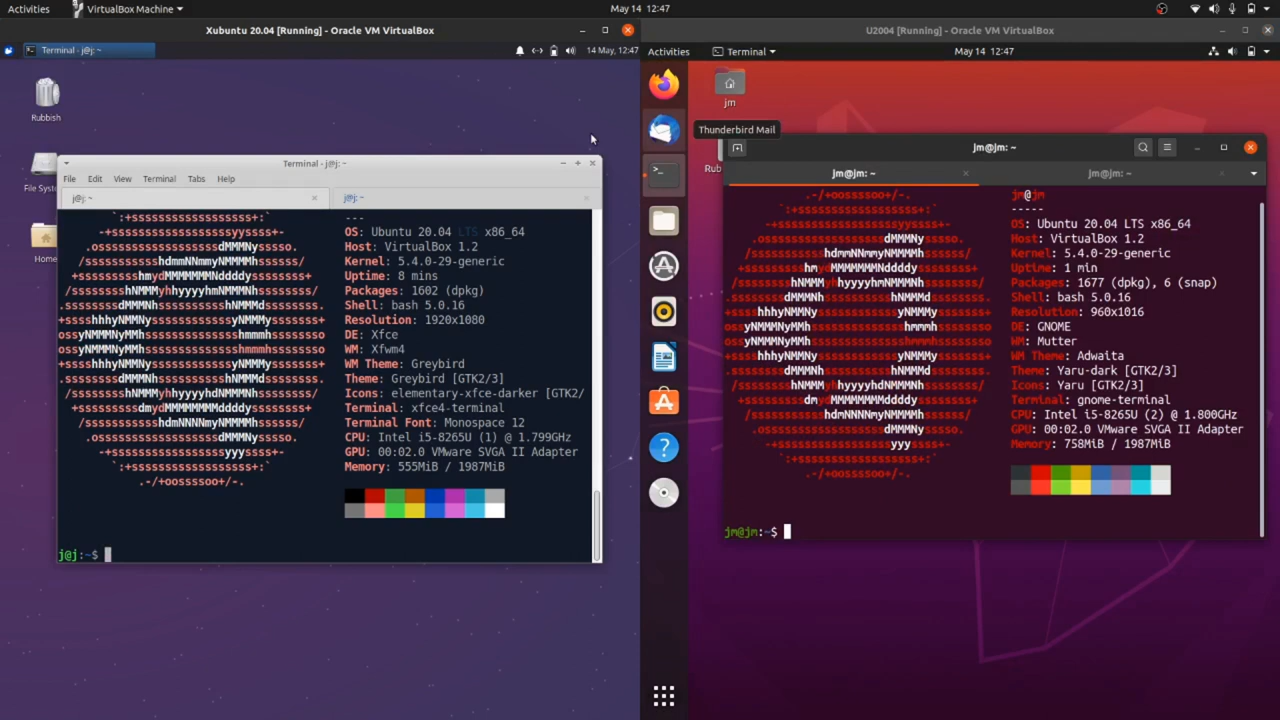 Activities
VirtualBox Machine
May 14 12:47
Xubuntu 20.04 [Running] - Oracle VM VirtualBox
Terminal - j@j: ~
14 May, 12:47
Rubbish
File Sys
Home
Terminal - j@j: ~
File Edit View Terminal Tabs Help
j@j: ~
j@j: ~
---
OS: Ubuntu 20.04 LTS x86_64
Host: VirtualBox 1.2
Kernel: 5.4.0-29-generic
Uptime: 8 mins
Packages: 1602 (dpkg)
Shell: bash 5.0.16
Resolution: 1920x1080
DE: Xfce
WM: Xfwm4
WM Theme: Greybird
Theme: Greybird [GTK2/3]
Icons: elementary-xfce-darker [GTK2/
Terminal: xfce4-terminal
Terminal Font: Monospace 12
CPU: Intel i5-8265U (1) @ 1.799GHz
GPU: 00:02.0 VMware SVGA II Adapter
Memory: 555MiB / 1987MiB
j@j:~$
U2004 [Running] - Oracle VM VirtualBox
Activities
Terminal
May 14 12:47
jm
Thunderbird Mail
Rub
jm@jm: ~
jm@jm: ~
jm@jm: ~
jm@jm
-----
OS: Ubuntu 20.04 LTS x86_64
Host: VirtualBox 1.2
Kernel: 5.4.0-29-generic
Uptime: 1 min
Packages: 1677 (dpkg), 6 (snap)
Shell: bash 5.0.16
Resolution: 960x1016
DE: GNOME
WM: Mutter
WM Theme: Adwaita
Theme: Yaru-dark [GTK2/3]
Icons: Yaru [GTK2/3]
Terminal: gnome-terminal
CPU: Intel i5-8265U (2) @ 1.800GHz
GPU: 00:02.0 VMware SVGA II Adapter
Memory: 758MiB / 1987MiB
jm@jm:~$